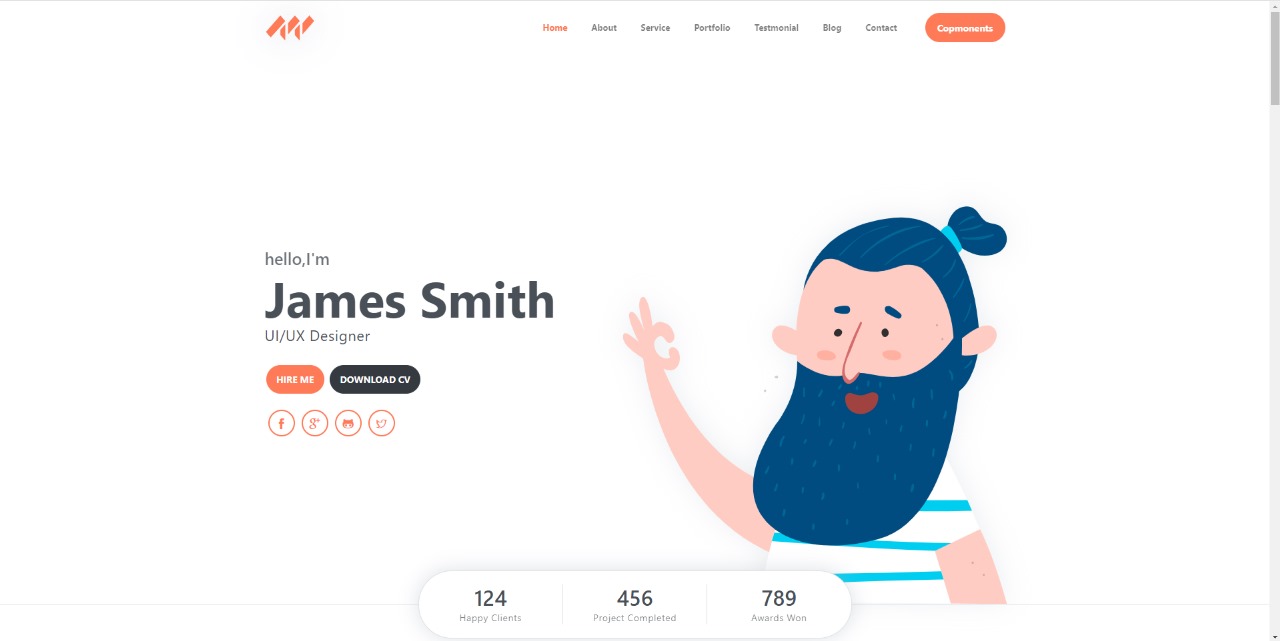 Home About Service Portfolio Testmonial Blog Contact Copmonents
hello,I'm
James Smith
UI/UX Designer
HIRE ME DOWNLOAD CV
124 456 789
Happy Clients Project Completed Awards Won